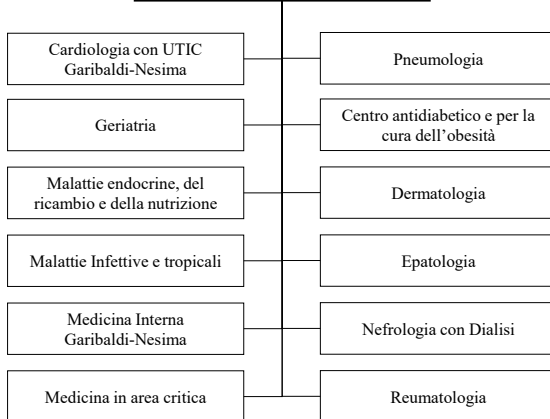 Cardiologia con UTIC
Garibaldi-Nesima
Pneumologia
Geriatria
Centro antidiabetico e per la
cura dell’obesità
Malattie endocrine, del
ricambio e della nutrizione
Dermatologia
Malattie Infettive e tropicali
Epatologia
Medicina Interna
Garibaldi-Nesima
Nefrologia con Dialisi
Medicina in area critica
Reumatologia